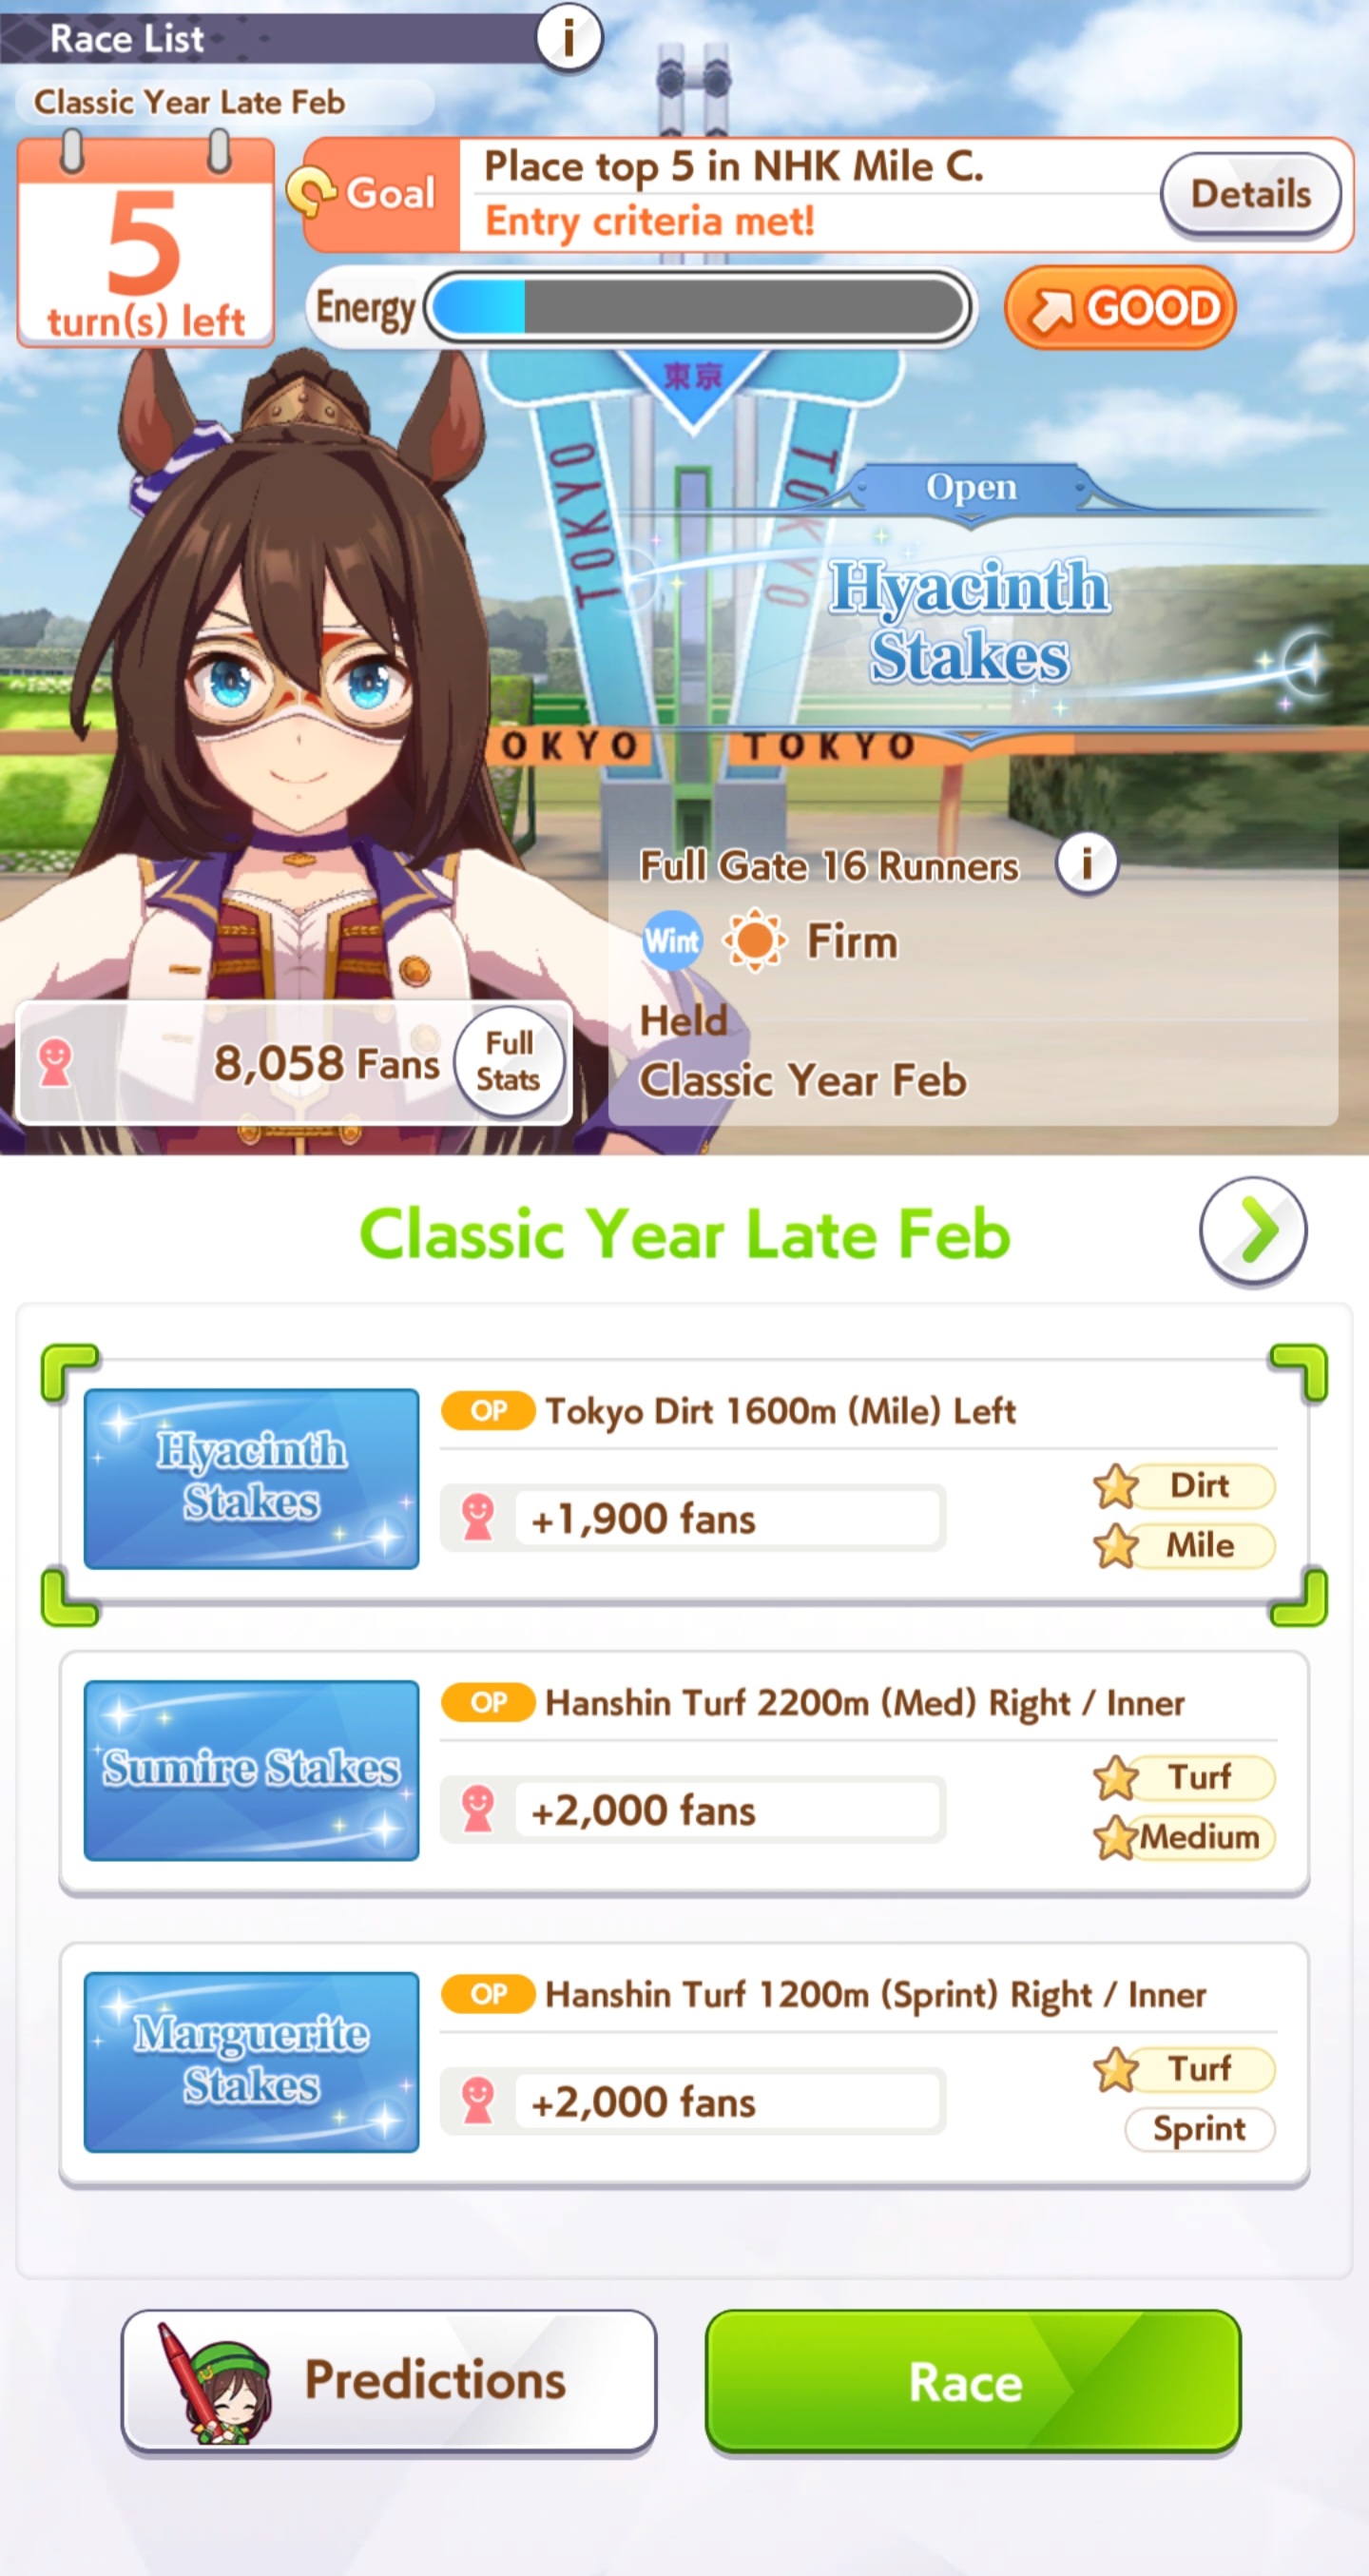 Race List
i
Classic Year Late Feb
5
turn(s) left
Goal
Place top 5 in NHK Mile C.
Entry criteria met!
Details
Energy
GOOD
東京
TOKYO
TOKYO
Open
Hyacinth
Stakes
OKYO
TOKYO
Full Gate 16 Runners
i
Wint
Firm
Held
Classic Year Feb
8,058 Fans
Full
Stats
Classic Year Late Feb
Hyacinth
Stakes
OP
Tokyo Dirt 1600m (Mile) Left
+1,900 fans
Dirt
Mile
Sumire Stakes
OP
Hanshin Turf 2200m (Med) Right / Inner
+2,000 fans
Turf
Medium
Marguerite
Stakes
OP
Hanshin Turf 1200m (Sprint) Right / Inner
+2,000 fans
Turf
Sprint
Predictions
Race